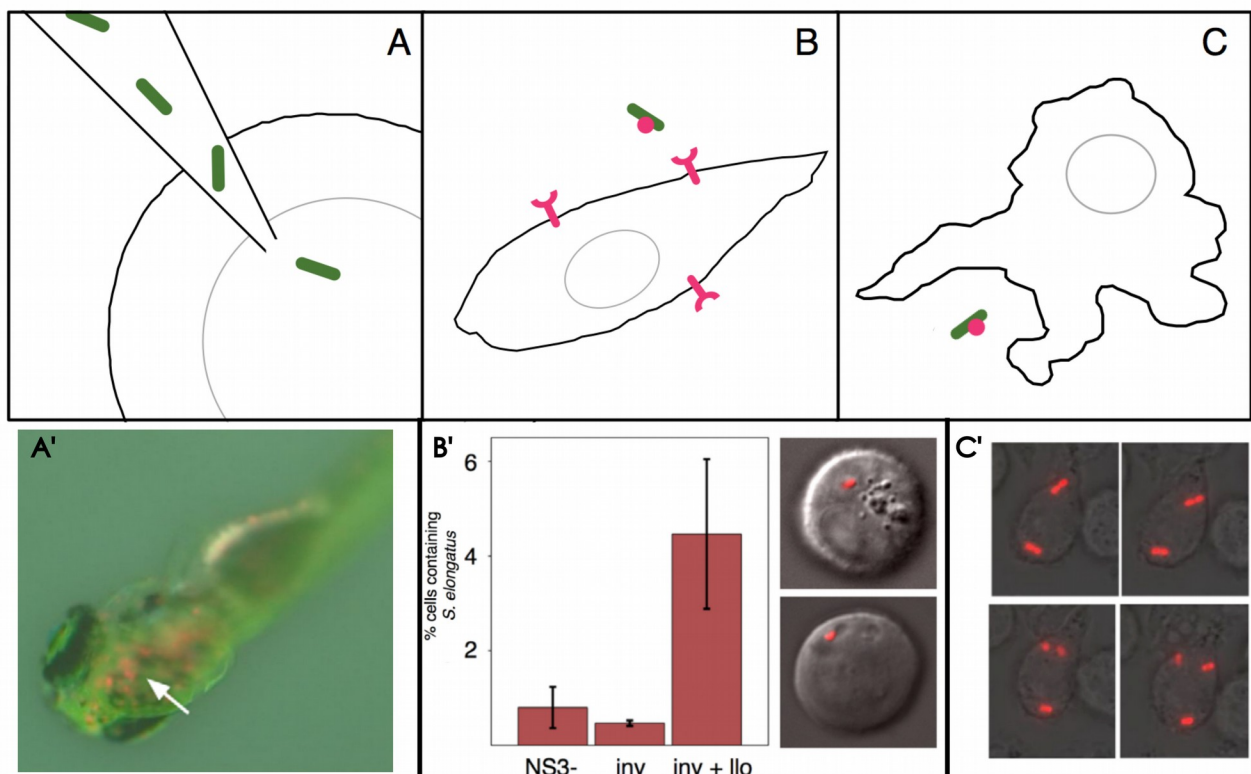 A
B
C
A'
B'
C'
6
4
2
% cells containing
S. elongatus
NS3-
inv
inv + llo